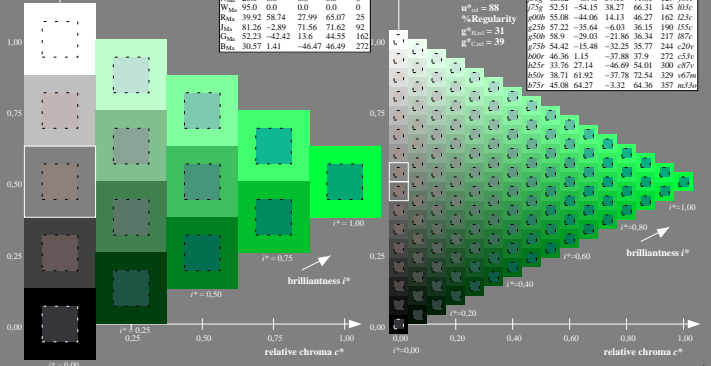 W_Ma 95.0 0.0 0.0 0.0 0
R_Ma 39.92 58.74 27.99 65.07 25
J_Ma 81.26 -2.89 71.56 71.62 92
G_Ma 52.23 -42.42 13.6 44.55 162
B_Ma 30.57 1.41 -46.47 46.49 272
1,00
0,75
0,50
0,25
0,00
i* = 1,00
i* = 0,75
i* = 0,50
i* = 0,25
i* = 0,00
brilliantness i*
0,25
0,50
0,75
1,00
relative chroma c*
u*rel = 88
%Regularity
g*H,rel = 31
g*C,rel = 39
j75g 52.51 -54.15 38.27 66.31 145 l03c
g00b 55.08 -44.06 14.13 46.27 162 l23c
g25b 57.22 -35.64 -6.03 36.15 190 l55c
g50b 58.9 -29.03 -21.86 36.34 217 l87c
g75b 54.42 -15.48 -32.25 35.77 244 c20v
b00r 46.36 1.15 -37.88 37.9 272 c53v
b25r 33.76 27.14 -46.69 54.01 300 c87v
b50r 38.71 61.92 -37.78 72.54 329 v67m
b75r 45.08 64.27 -3.32 64.36 357 m33o
1,00
0,75
0,50
0,25
0,00
i*=1,00
i*=0,80
i*=0,60
i*=0,40
i*=0,20
i*=0,00
brilliantness i*
0,00
0,20
0,40
0,60
0,80
1,00
relative chroma c*